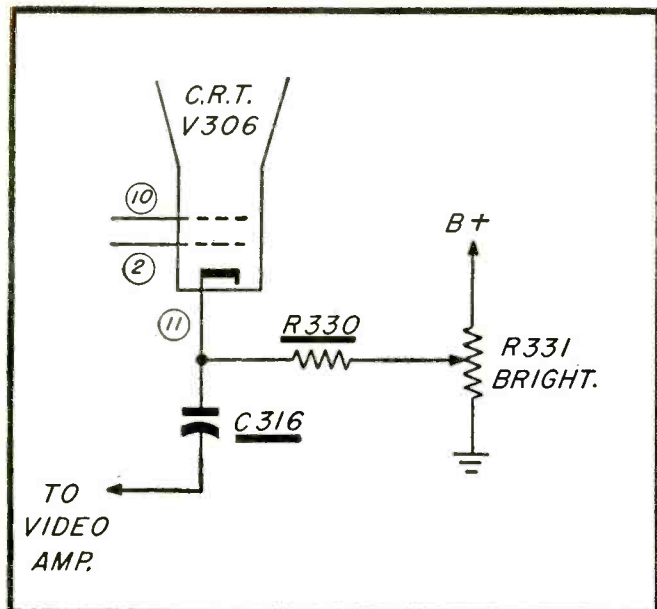 C.R.T.
V306
10
2
11
B+
R330
R331
BRIGHT.
C316
TO
VIDEO
AMP.